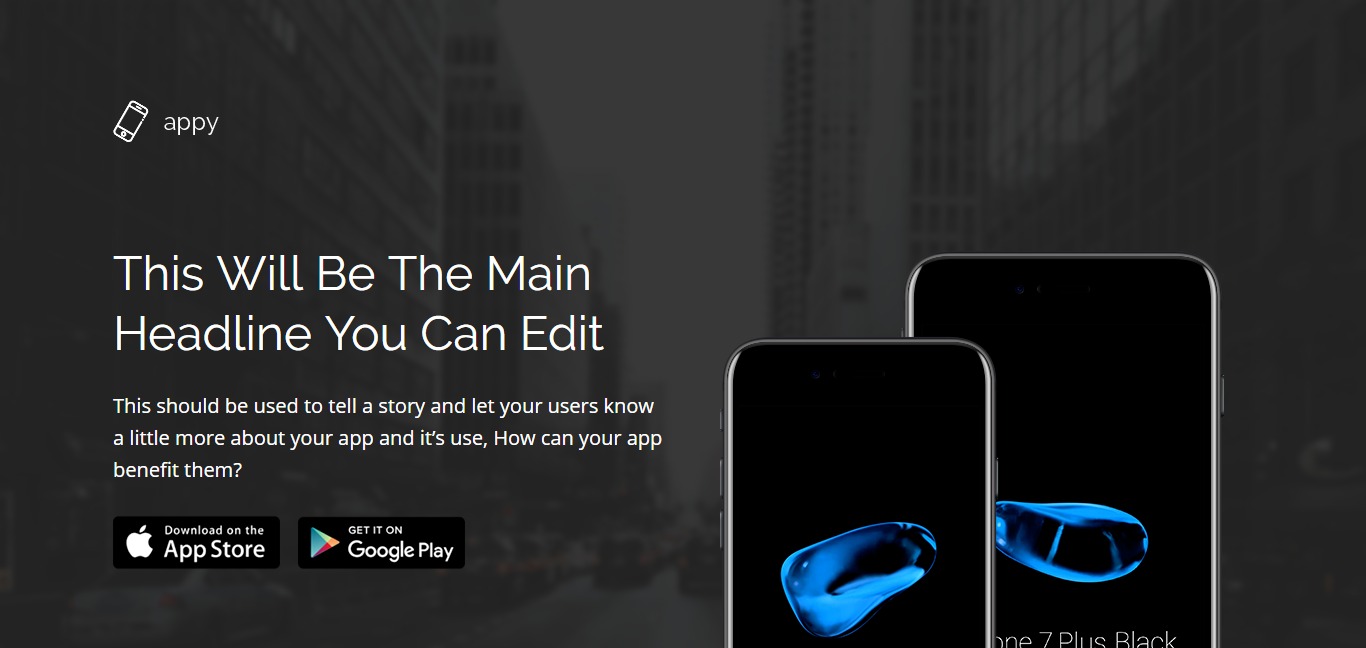 appy
This Will Be The Main
Headline You Can Edit
This should be used to tell a story and let your users know
a little more about your app and it’s use, How can your app
benefit them?
Download on the
App Store
GET IT ON
Google Play
one 7 Plus Black